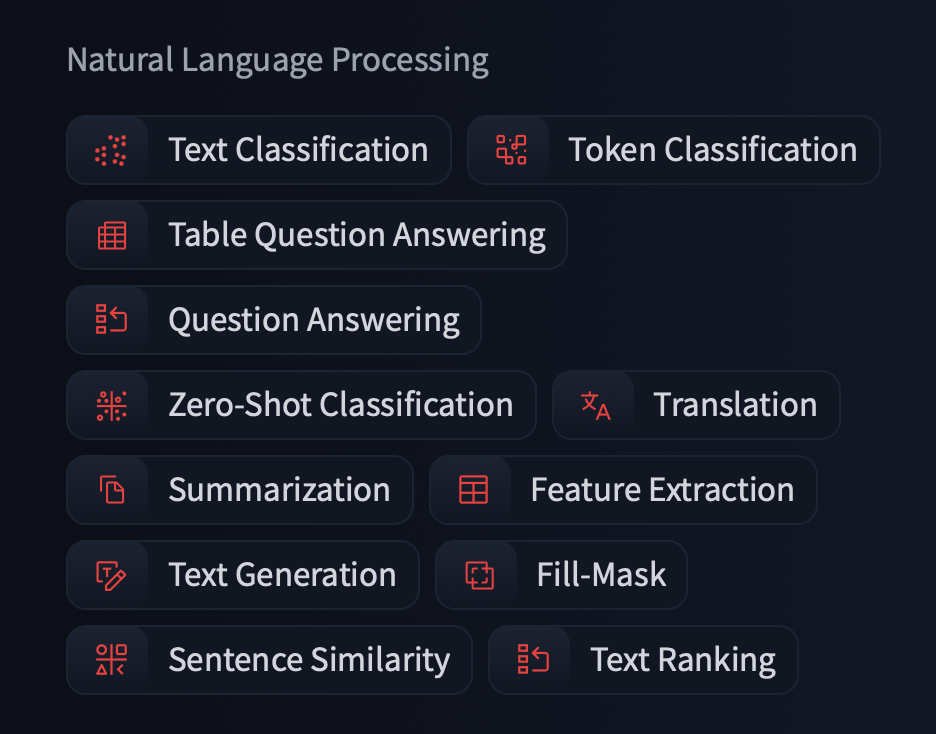 Natural Language Processing
Text Classification
Token Classification
Table Question Answering
Question Answering
Zero-Shot Classification
Translation
Summarization
Feature Extraction
Text Generation
Fill-Mask
Sentence Similarity
Text Ranking